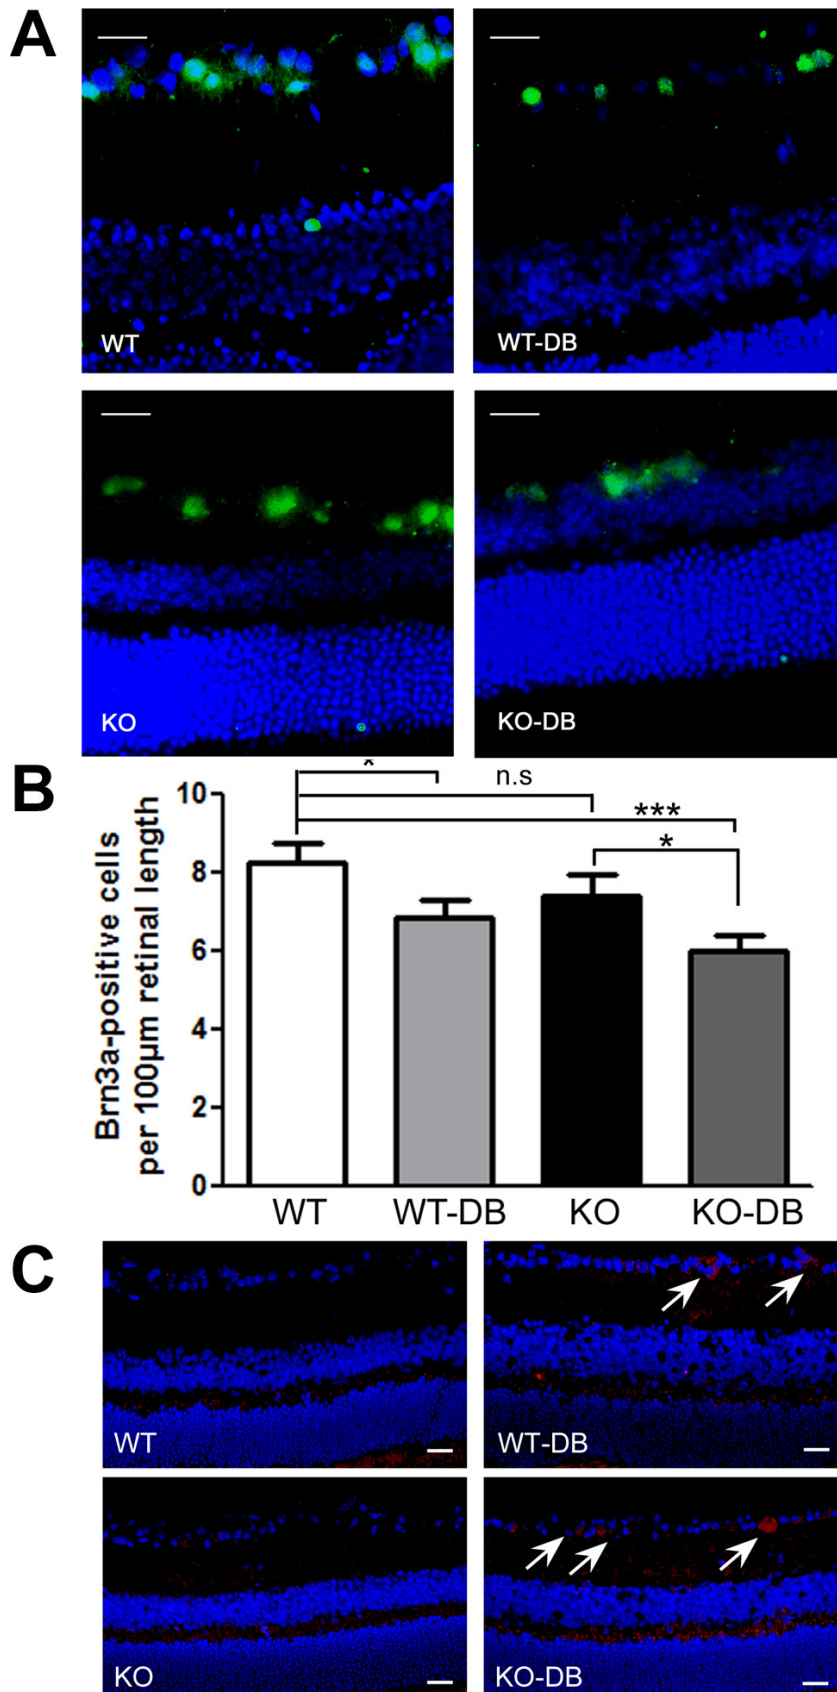 A
WT
WT-DB
KO
KO-DB
B
Brn3a-positive cells
per 100µm retinal length
10
8
6
4
2
0
*
n.s
***
*
WT
WT-DB
KO
KO-DB
C
WT
WT-DB
KO
KO-DB